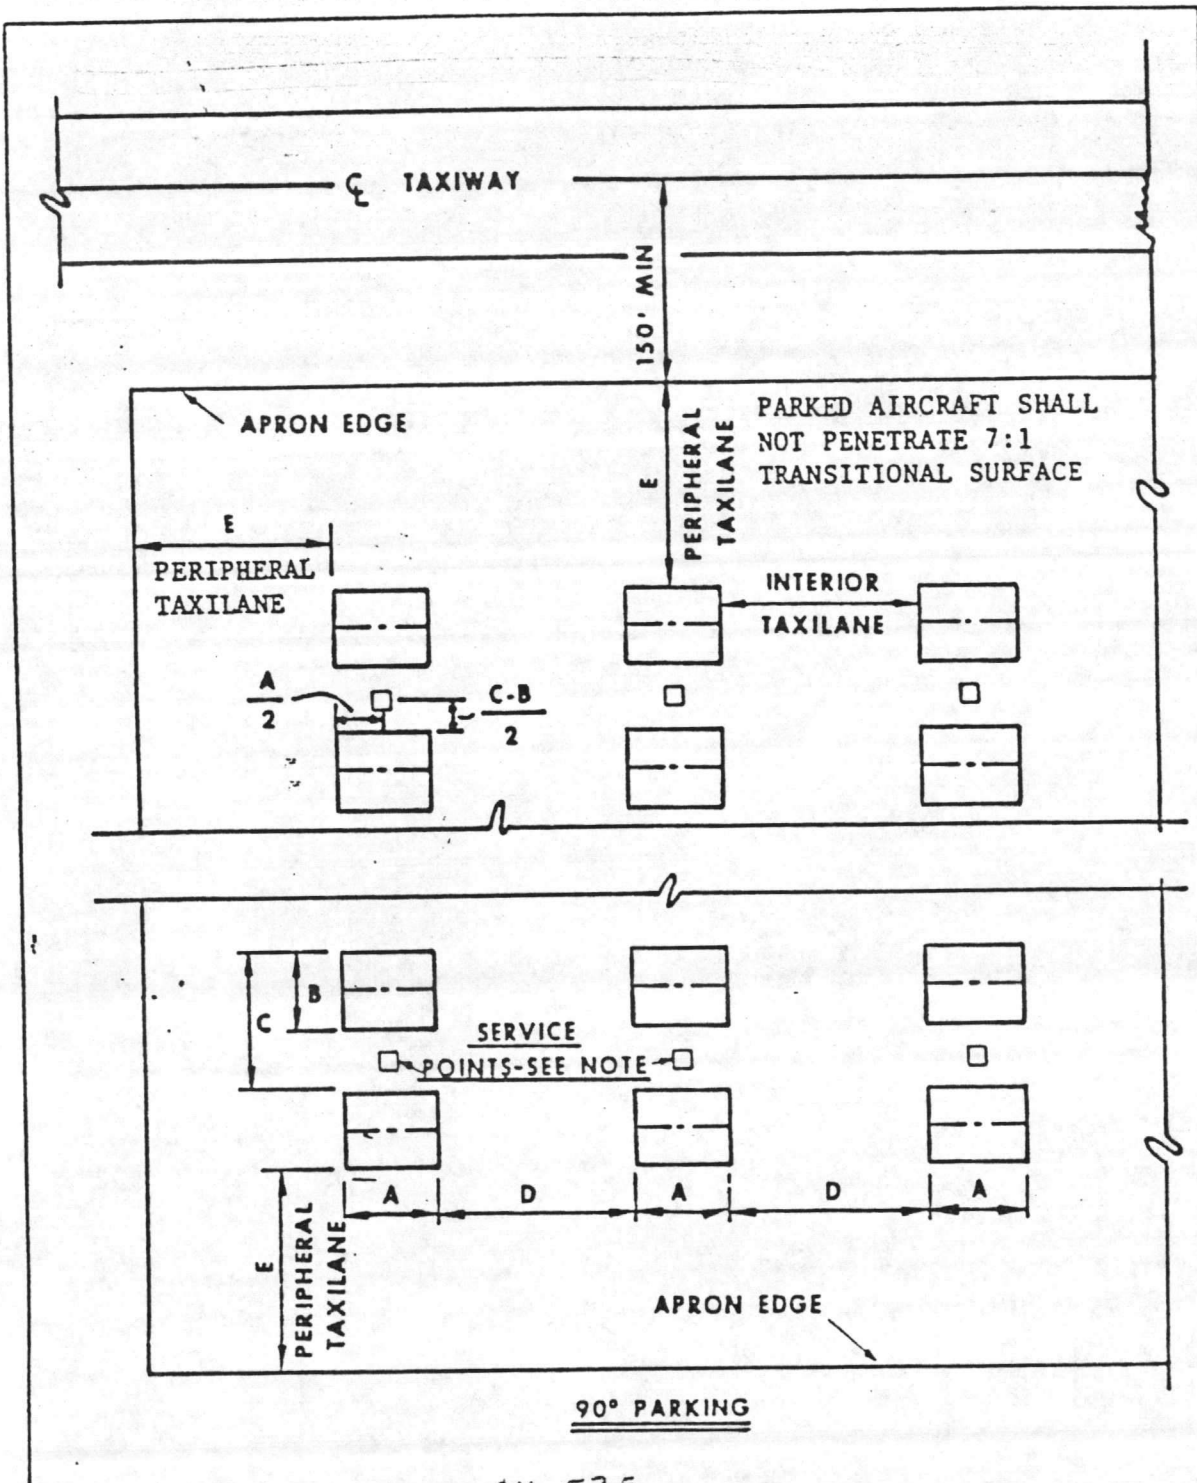 ℄ TAXIWAY
150' MIN
APRON EDGE
E
PERIPHERAL
TAXILANE
PARKED AIRCRAFT SHALL
NOT PENETRATE 7:1
TRANSITIONAL SURFACE
E
PERIPHERAL
TAXILANE
INTERIOR
TAXILANE
A
2
C-B
2
B
C
SERVICE
POINTS-SEE NOTE
A
D
A
D
A
E
PERIPHERAL
TAXILANE
APRON EDGE
90° PARKING